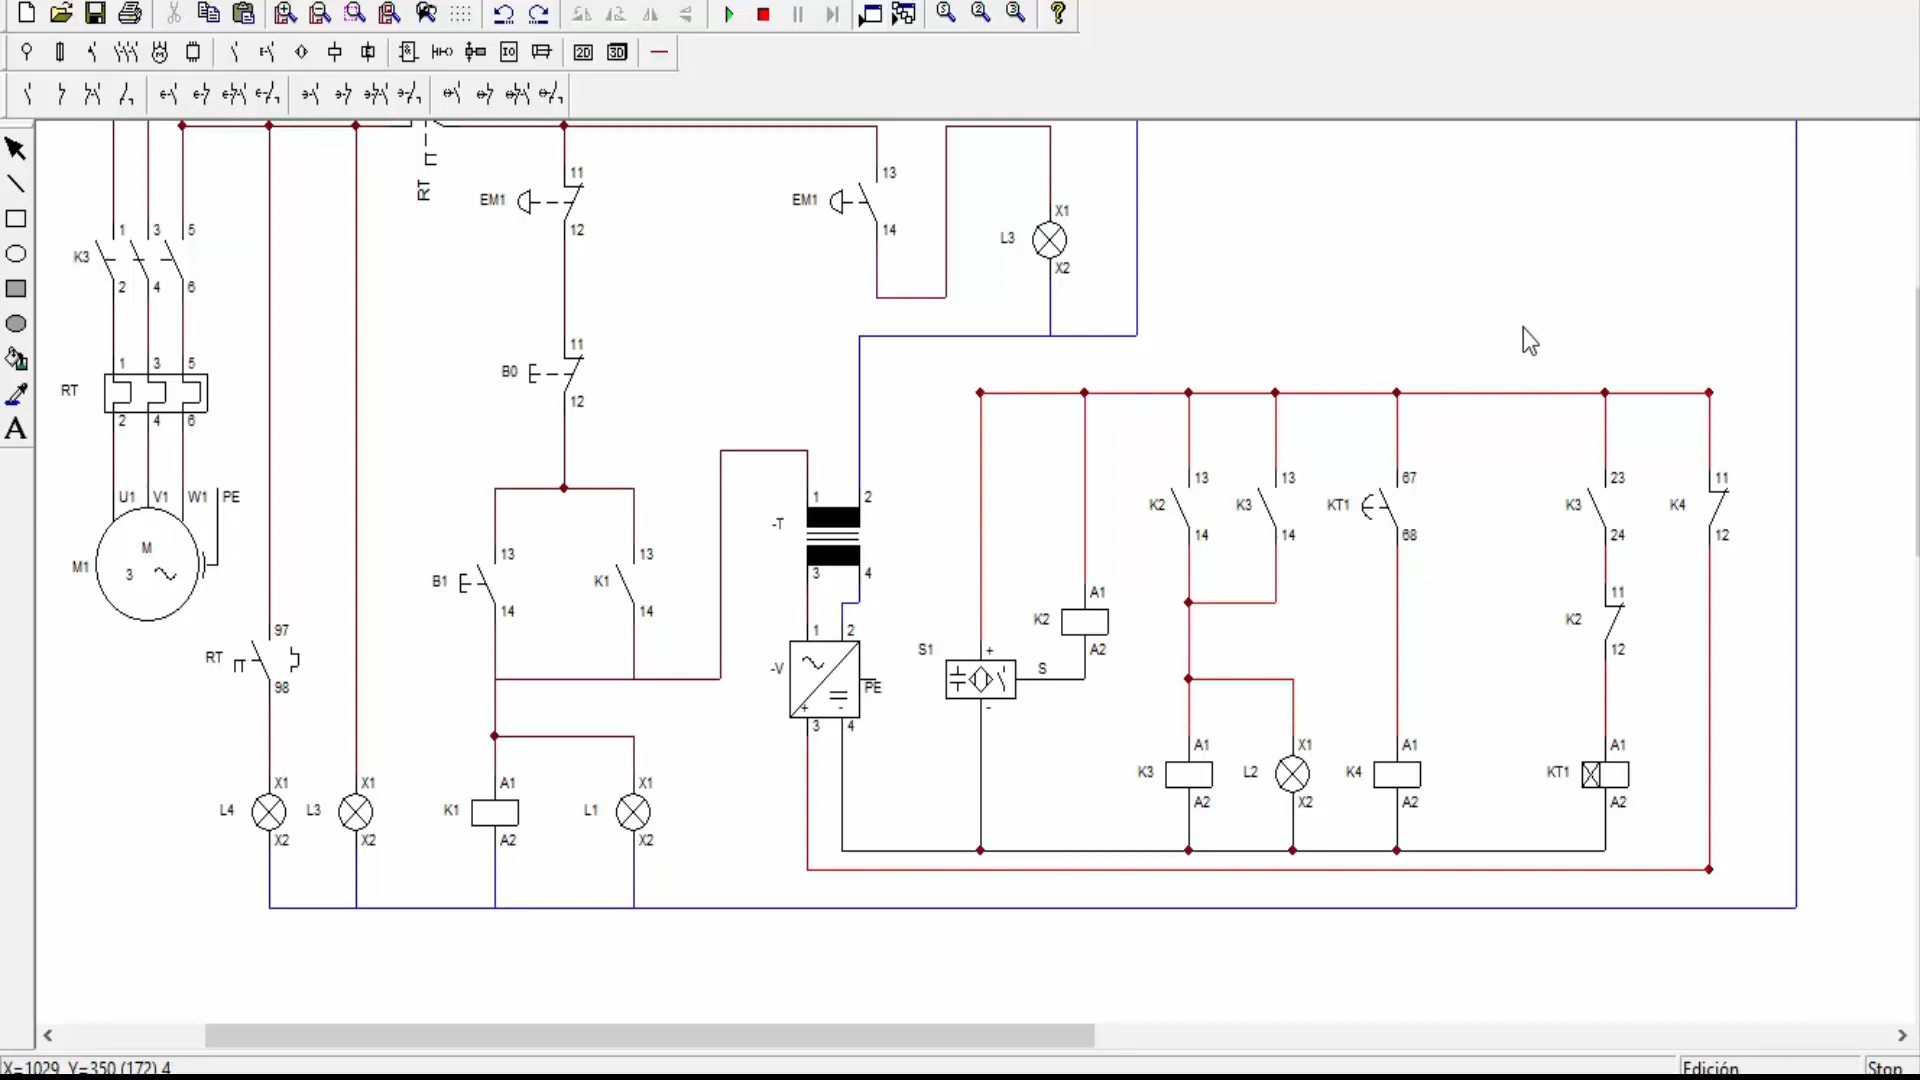 IO 2D 3D
S 2 3 ?
A
RT
11
EM1
12
13
EM1
14
X1
L3
X2
1 3 5
K3
2 4 6
1 3 5
RT
2 4 6
U1 V1 W1 PE
M
3
M1
11
B0
12
13
B1
14
13
K1
14
1 2
-T
3 4
1 2
-V
PE
+ -
3 4
97
RT
98
X1
L4
X2
X1
L3
X2
A1
K1
A2
X1
L1
X2
S1
+
-
S
A1
K2
A2
13
K2
14
13
K3
14
67
KT1
68
23
K3
24
11
K4
12
11
K2
12
A1
K3
A2
X1
L2
X2
A1
K4
A2
A1
KT1
A2
X=1029 Y=350 (172) 4
Edición
Stop